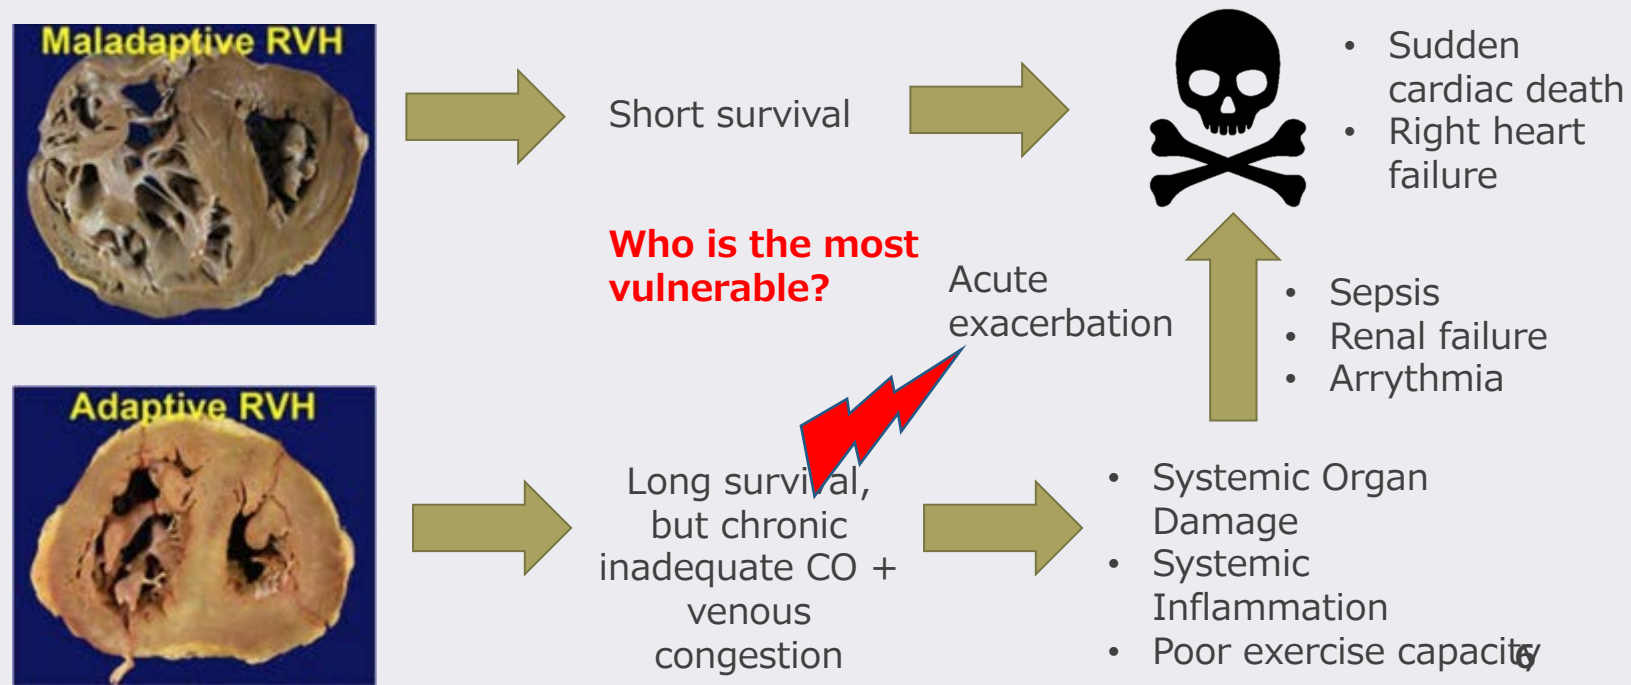 Maladaptive RVH
Short survival
• Sudden
cardiac death
• Right heart
failure
Who is the most
vulnerable?
Acute
exacerbation
• Sepsis
• Renal failure
• Arrythmia
Adaptive RVH
Long survival,
but chronic
inadequate CO +
venous
congestion
• Systemic Organ
Damage
• Systemic
Inflammation
• Poor exercise capacity
6